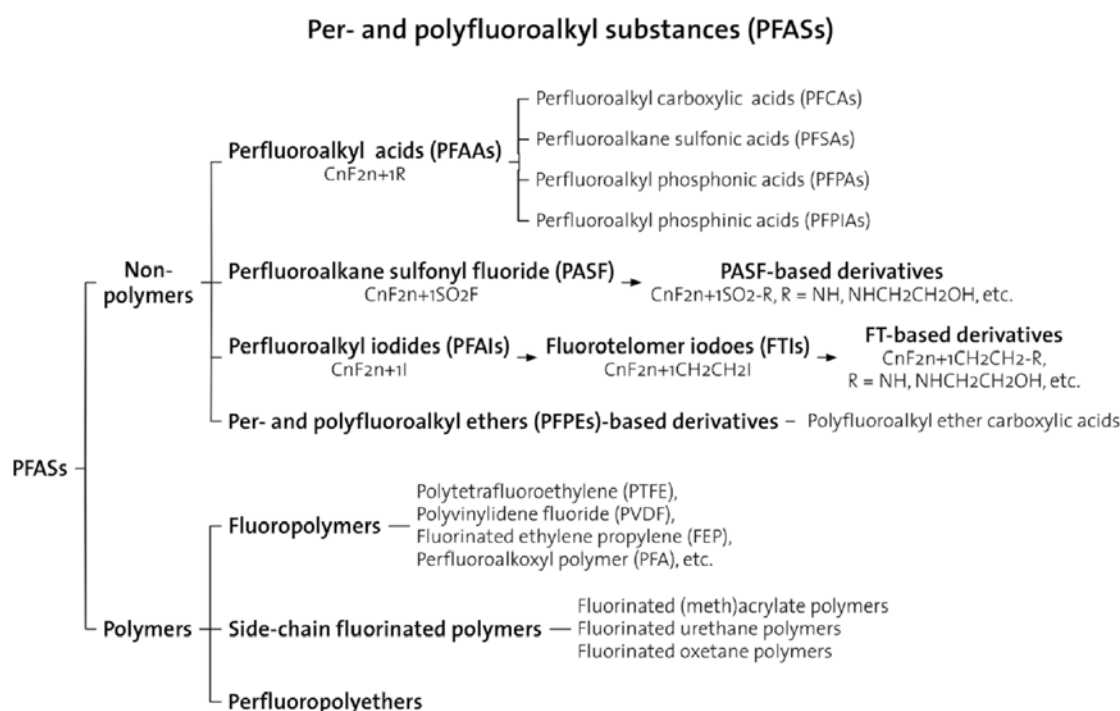 Per- and polyfluoroalkyl substances (PFASs)
Perfluoroalkyl carboxylic acids (PFCAs)
Perfluoroalkane sulfonic acids (PFSAs)
Perfluoroalkyl acids (PFAAs)
CnF2n+1R
Perfluoroalkyl phosphonic acids (PFPAs)
Perfluoroalkyl phosphinic acids (PFPIAs)
Non-
polymers
Perfluoroalkane sulfonyl fluoride (PASF)
CnF2n+1SO2F
PASF-based derivatives
CnF2n+1SO2-R, R = NH, NHCH2CH2OH, etc.
Perfluoroalkyl iodides (PFAIs)
CnF2n+1I
Fluorotelomer iodoes (FTIs)
CnF2n+1CH2CH2I
FT-based derivatives
CnF2n+1CH2CH2-R,
R = NH, NHCH2CH2OH, etc.
Per- and polyfluoroalkyl ethers (PFPEs)-based derivatives – Polyfluoroalkyl ether carboxylic acids
PFASs
Fluoropolymers
Polytetrafluoroethylene (PTFE),
Polyvinylidene fluoride (PVDF),
Fluorinated ethylene propylene (FEP),
Perfluoroalkoxyl polymer (PFA), etc.
Polymers
Side-chain fluorinated polymers
Fluorinated (meth)acrylate polymers
Fluorinated urethane polymers
Fluorinated oxetane polymers
Perfluoropolyethers